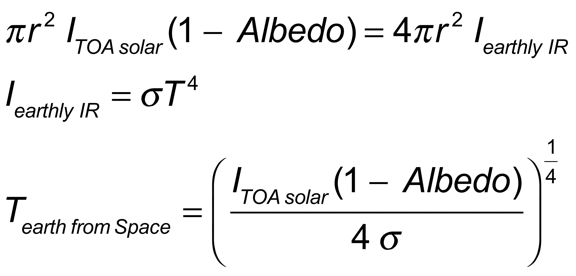 πr² I_TOA solar (1 − Albedo) = 4πr² I_earthly IR
I_earthly IR = σT⁴
T_earth from Space = (I_TOA solar (1 − Albedo) / 4 σ)^(1/4)